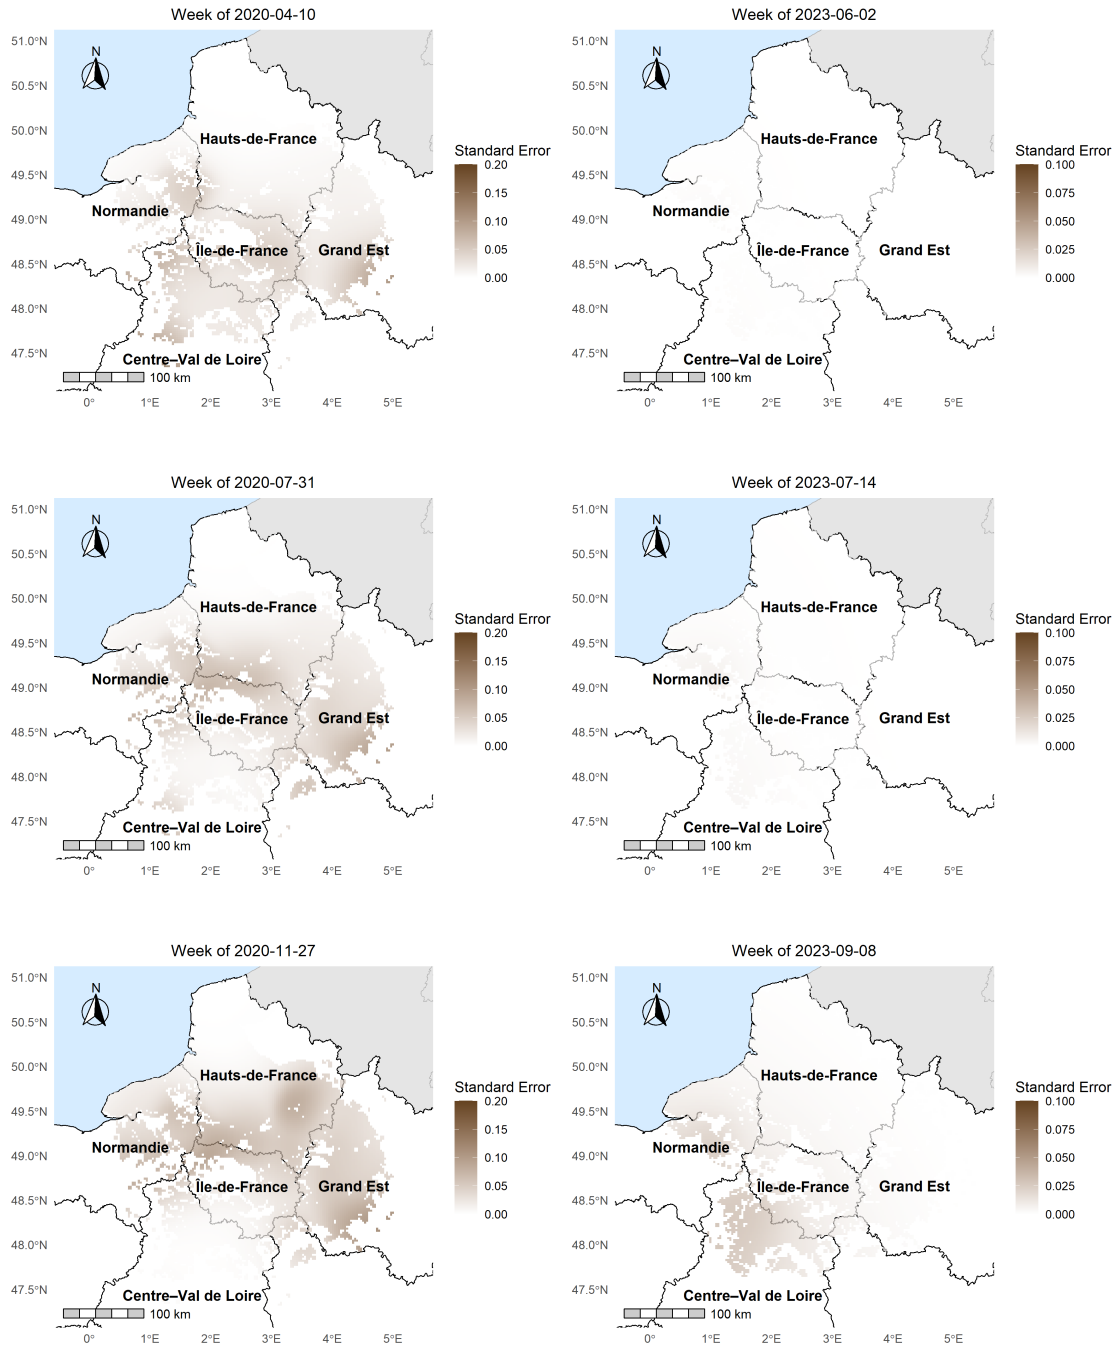 Week of 2020-04-10
51.0°N
50.5°N
50.0°N
49.5°N
49.0°N
48.5°N
48.0°N
47.5°N
N
Hauts-de-France
Normandie
Île-de-France
Grand Est
Centre–Val de Loire
100 km
0°
1°E
2°E
3°E
4°E
5°E
Standard Error
0.20
0.15
0.10
0.05
0.00
Week of 2023-06-02
51.0°N
50.5°N
50.0°N
49.5°N
49.0°N
48.5°N
48.0°N
47.5°N
N
Hauts-de-France
Normandie
Île-de-France
Grand Est
Centre–Val de Loire
100 km
0°
1°E
2°E
3°E
4°E
5°E
Standard Error
0.100
0.075
0.050
0.025
0.000
Week of 2020-07-31
51.0°N
50.5°N
50.0°N
49.5°N
49.0°N
48.5°N
48.0°N
47.5°N
N
Hauts-de-France
Normandie
Île-de-France
Grand Est
Centre–Val de Loire
100 km
0°
1°E
2°E
3°E
4°E
5°E
Standard Error
0.20
0.15
0.10
0.05
0.00
Week of 2023-07-14
51.0°N
50.5°N
50.0°N
49.5°N
49.0°N
48.5°N
48.0°N
47.5°N
N
Hauts-de-France
Normandie
Île-de-France
Grand Est
Centre–Val de Loire
100 km
0°
1°E
2°E
3°E
4°E
5°E
Standard Error
0.100
0.075
0.050
0.025
0.000
Week of 2020-11-27
51.0°N
50.5°N
50.0°N
49.5°N
49.0°N
48.5°N
48.0°N
47.5°N
N
Hauts-de-France
Normandie
Île-de-France
Grand Est
Centre–Val de Loire
100 km
0°
1°E
2°E
3°E
4°E
5°E
Standard Error
0.20
0.15
0.10
0.05
0.00
Week of 2023-09-08
51.0°N
50.5°N
50.0°N
49.5°N
49.0°N
48.5°N
48.0°N
47.5°N
N
Hauts-de-France
Normandie
Île-de-France
Grand Est
Centre–Val de Loire
100 km
0°
1°E
2°E
3°E
4°E
5°E
Standard Error
0.100
0.075
0.050
0.025
0.000